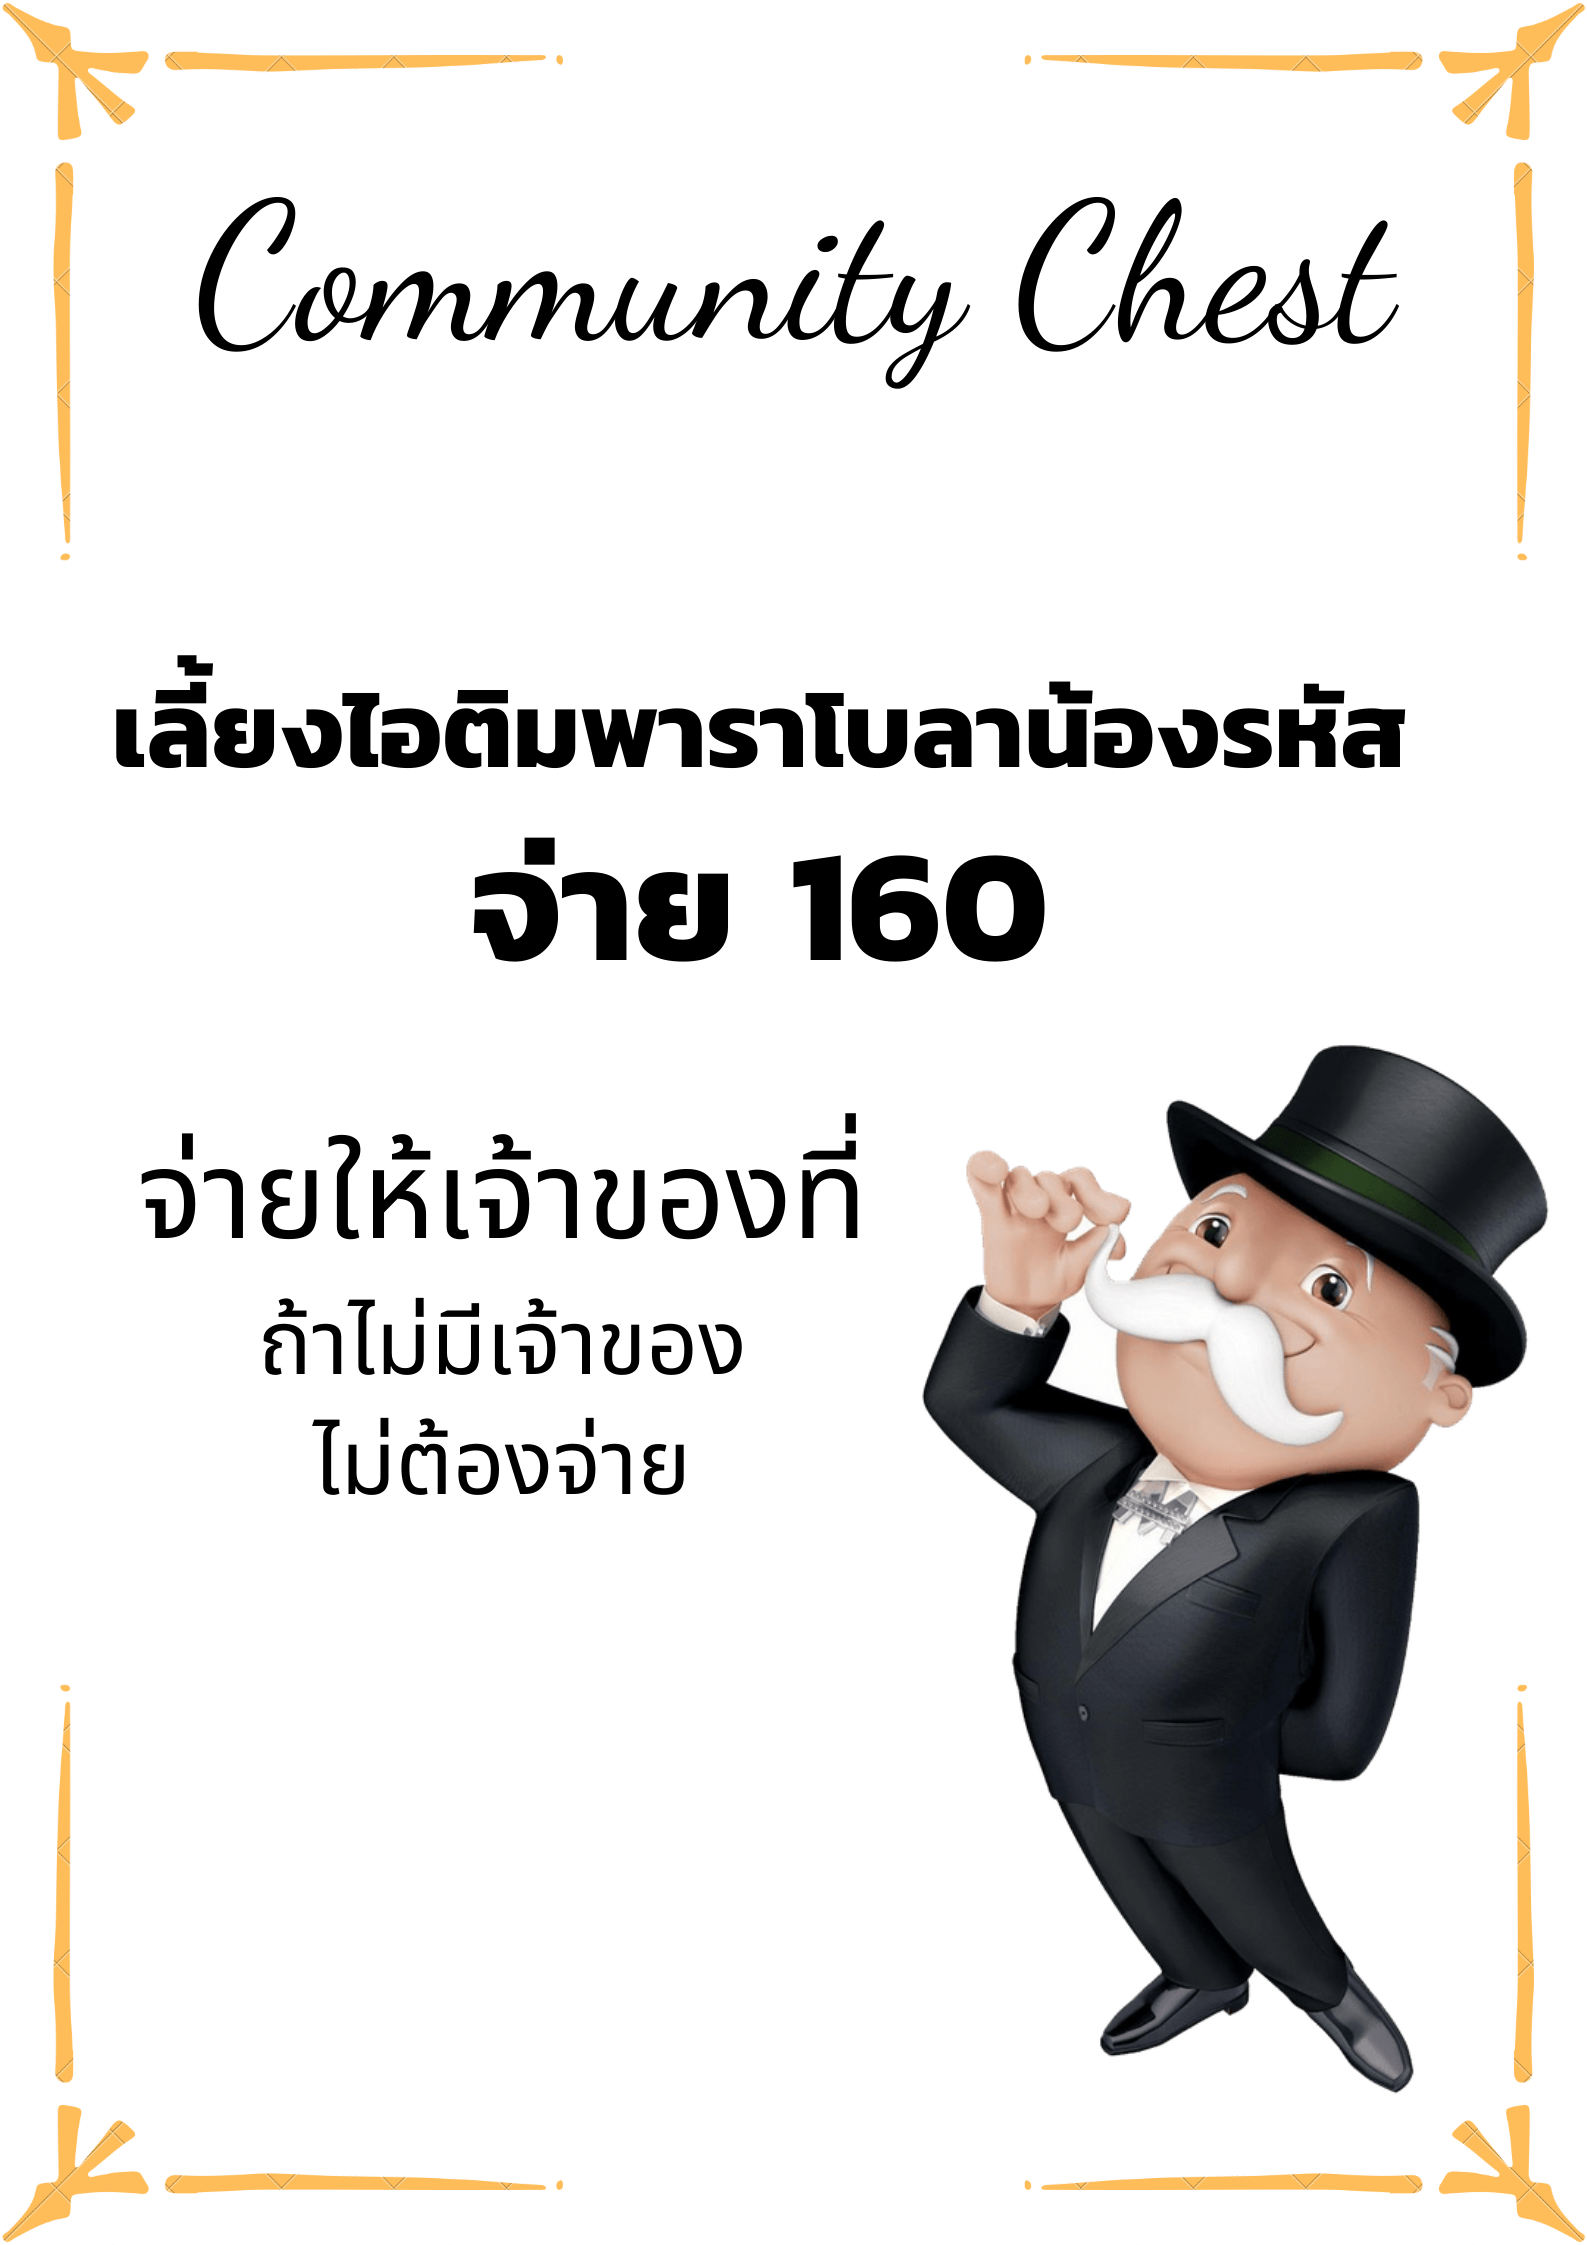 Community Chest
เลี้ยงไอติมพาราโบลาน้องรหัส
จ่าย 160
จ่ายให้เจ้าของที่
ถ้าไม่มีเจ้าของ
ไม่ต้องจ่าย